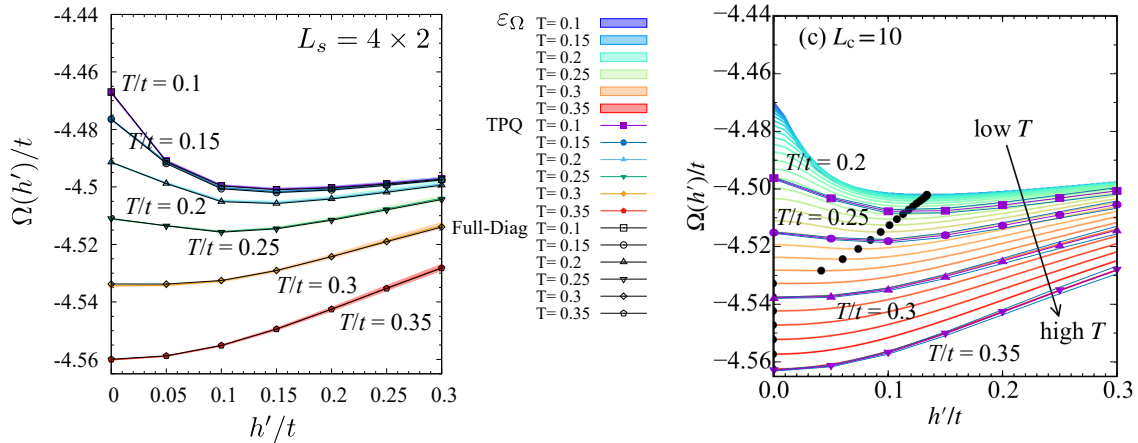 Ω(h′)/t
-4.44
-4.46
-4.48
-4.5
-4.52
-4.54
-4.56
L_s = 4 × 2
T/t = 0.1
T/t = 0.15
T/t = 0.2
T/t = 0.25
T/t = 0.3
T/t = 0.35
0
0.05
0.1
0.15
0.2
0.25
0.3
h′/t
ε_Ω
T= 0.1
T= 0.15
T= 0.2
T= 0.25
T= 0.3
T= 0.35
TPQ
T= 0.1
T= 0.15
T= 0.2
T= 0.25
T= 0.3
T= 0.35
Full-Diag
T= 0.1
T= 0.15
T= 0.2
T= 0.25
T= 0.3
T= 0.35
Ω(h′)/t
−4.44
−4.46
−4.48
−4.50
−4.52
−4.54
−4.56
(c) L_c=10
low T
T/t = 0.2
T/t = 0.25
T/t = 0.3
high T
T/t = 0.35
0.0
0.1
0.2
0.3
h′/t